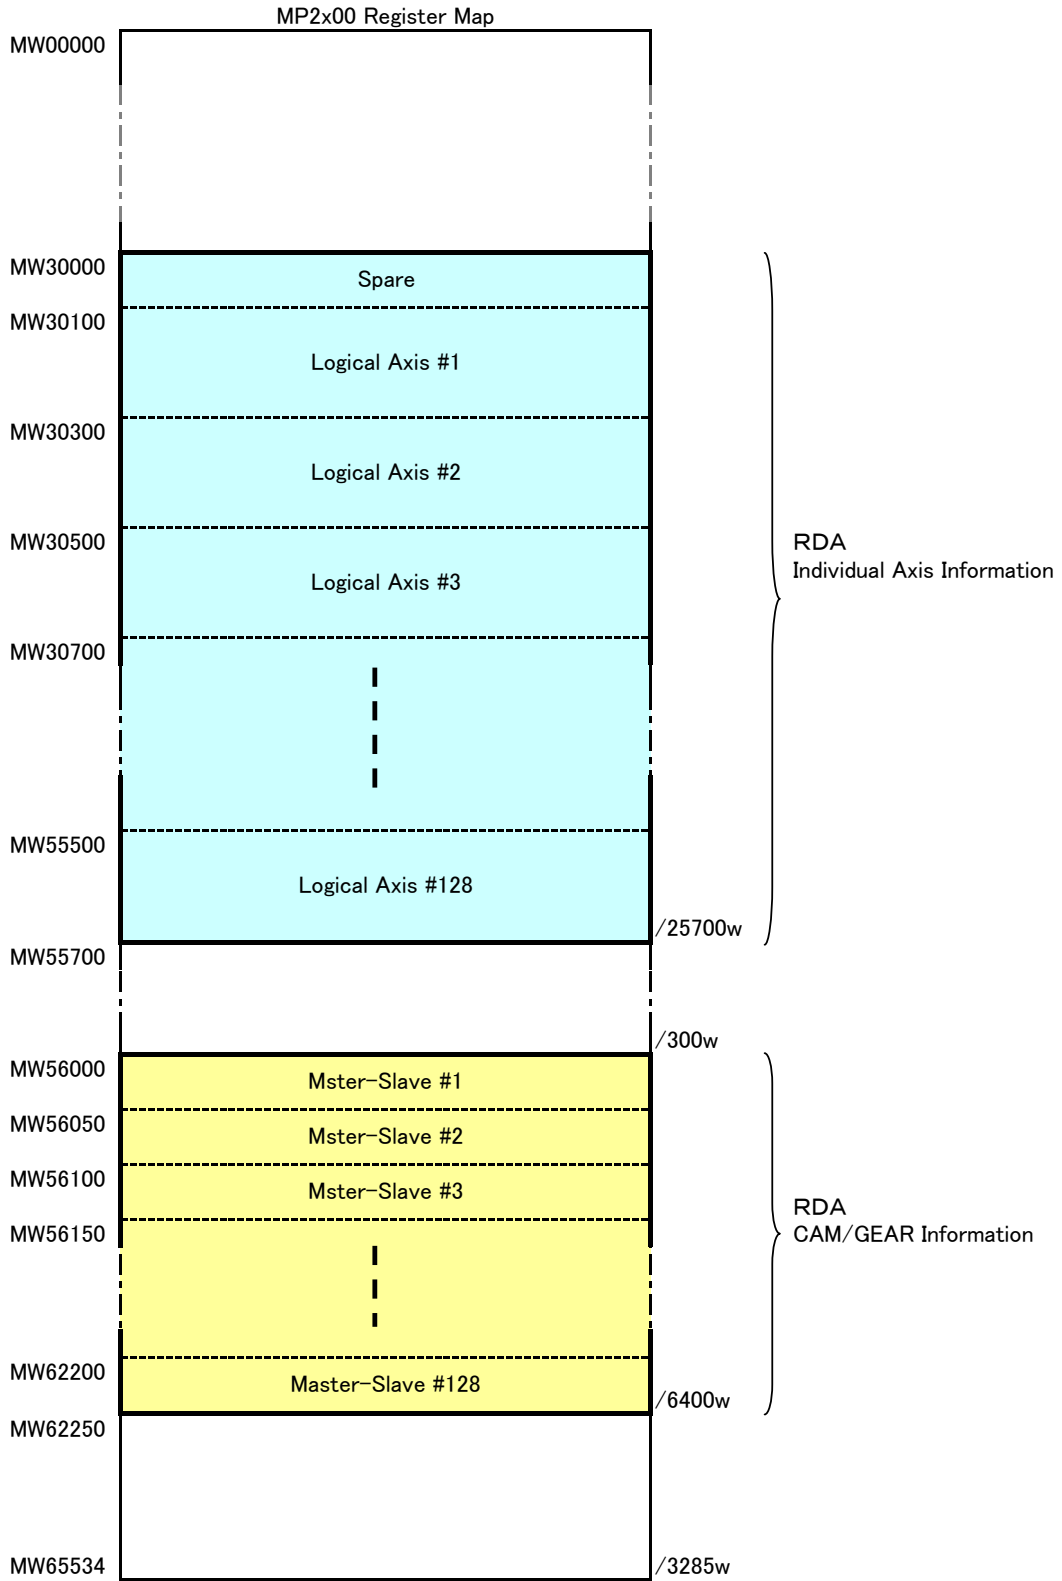 MP2x00 Register Map
MW00000
MW30000
Spare
MW30100
Logical Axis #1
MW30300
Logical Axis #2
MW30500
Logical Axis #3
RDA
Individual Axis Information
MW30700
MW55500
Logical Axis #128
/25700w
MW55700
/300w
MW56000
Mster-Slave #1
MW56050
Mster-Slave #2
MW56100
Mster-Slave #3
MW56150
RDA
CAM/GEAR Information
MW62200
Master-Slave #128
/6400w
MW62250
MW65534
/3285w